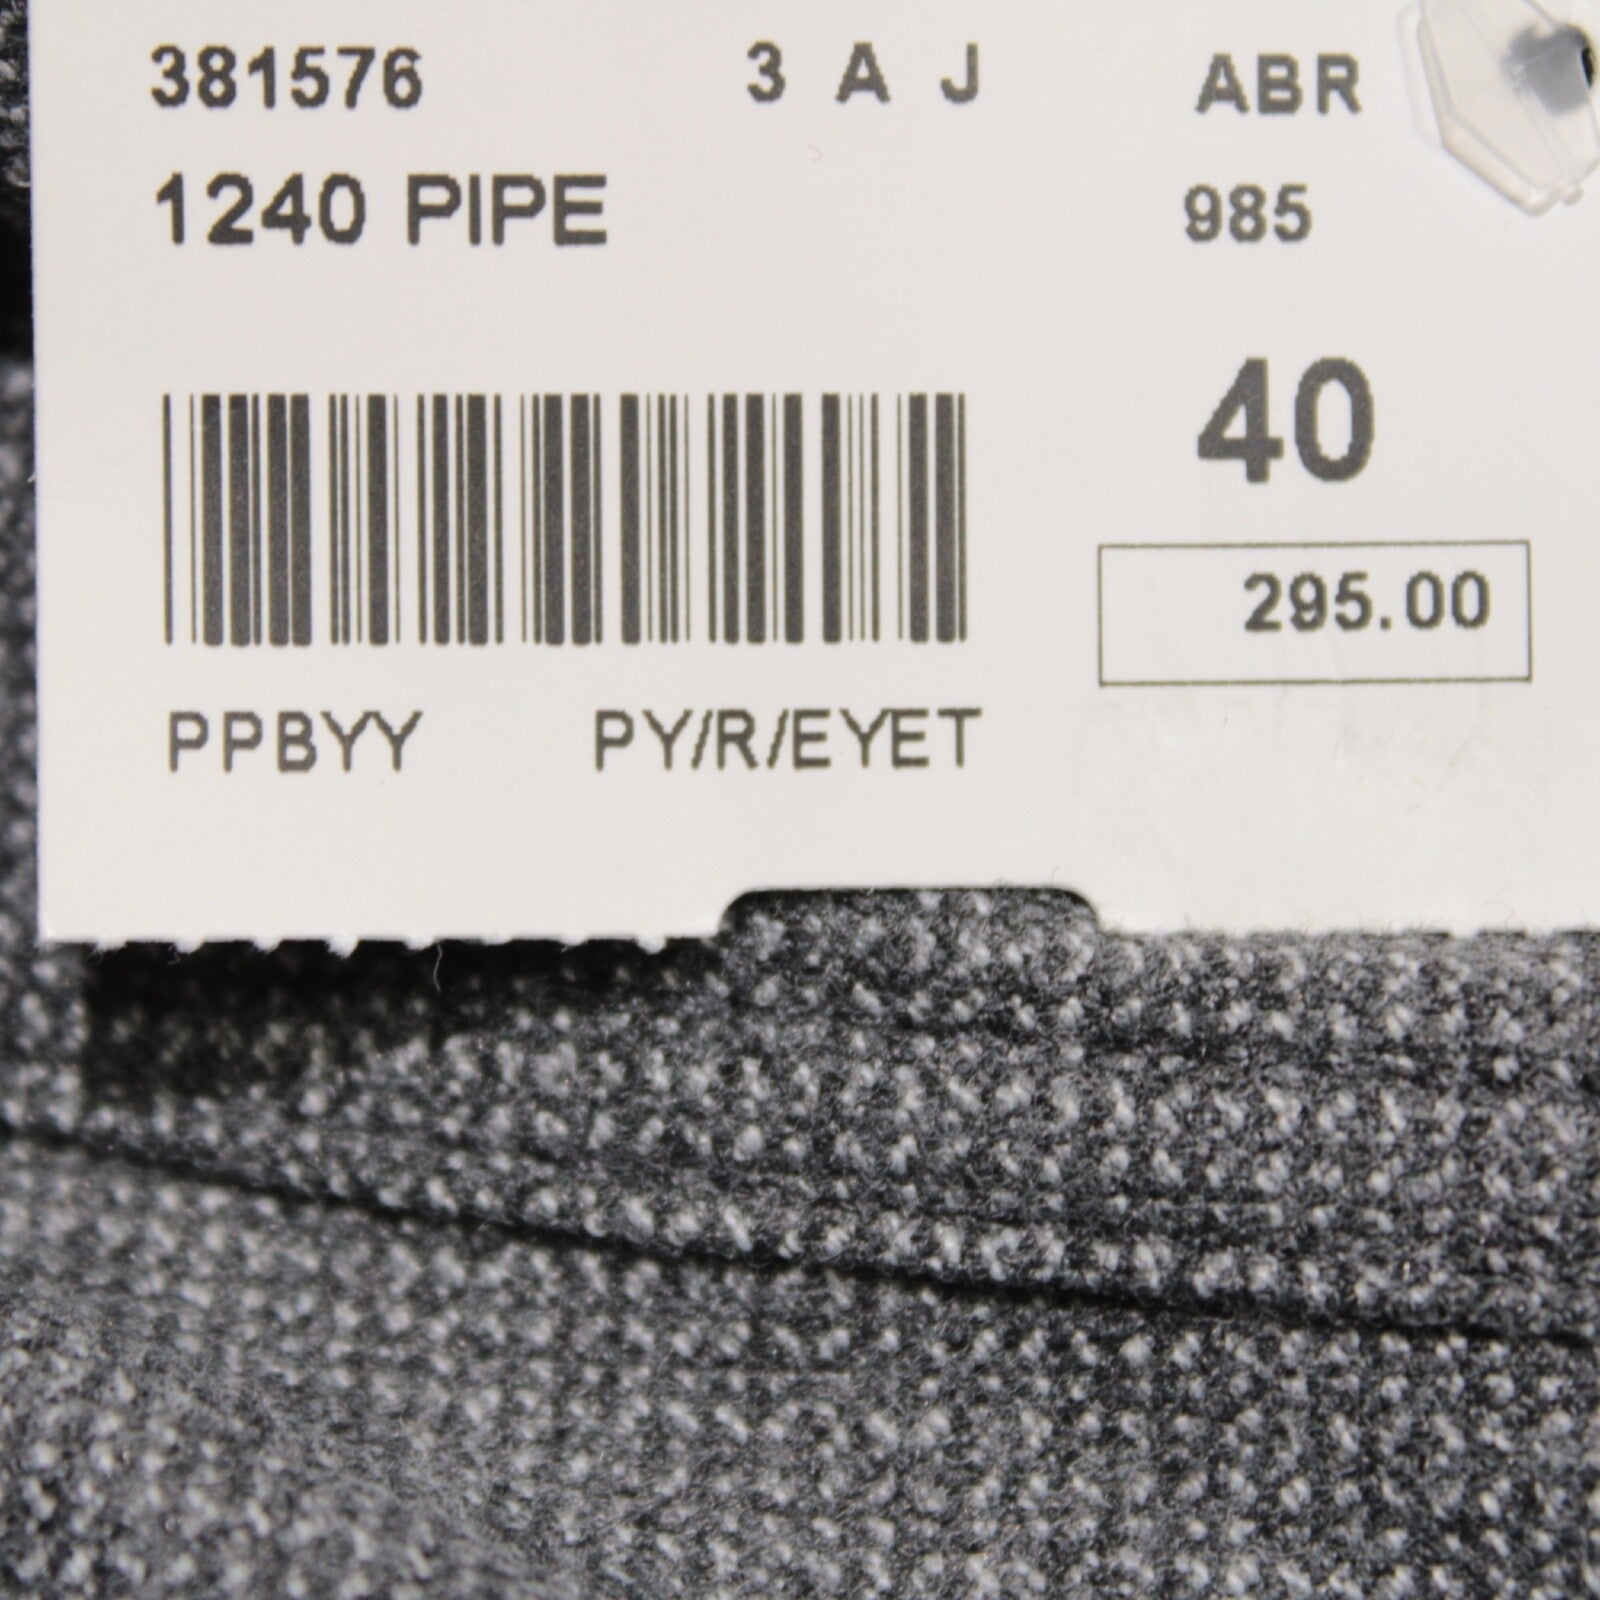 381576 3 A J ABR
1240 PIPE 985
40
295.00
PPBYY PY/R/EYET